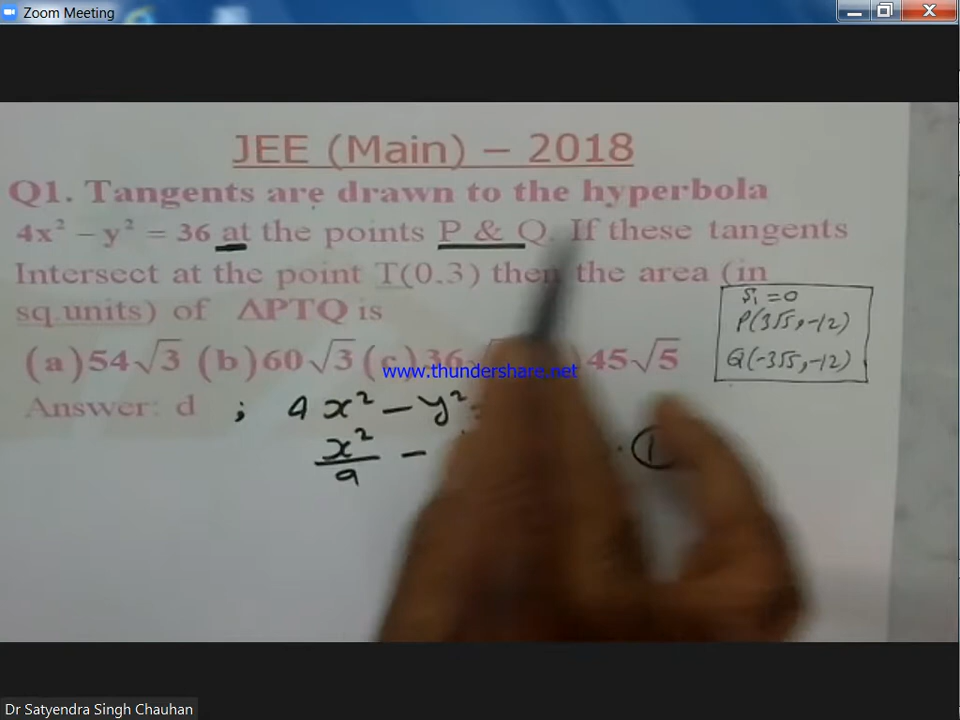 Zoom Meeting
JEE (Main) – 2018
Q1. Tangents are drawn to the hyperbola
4x² – y² = 36 at the points P & Q. If these tangents
Intersect at the point T(0.3) then the area (in
sq.units) of ΔPTQ is
(a) 54√3 (b) 60√3 (c) 36√ 45√5
S₁ = 0
P(3√5, -12)
Q(-3√5, -12)
www.thundershare.net
Answer: d ; 4x² – y² =
x²/9 – ①
Dr Satyendra Singh Chauhan